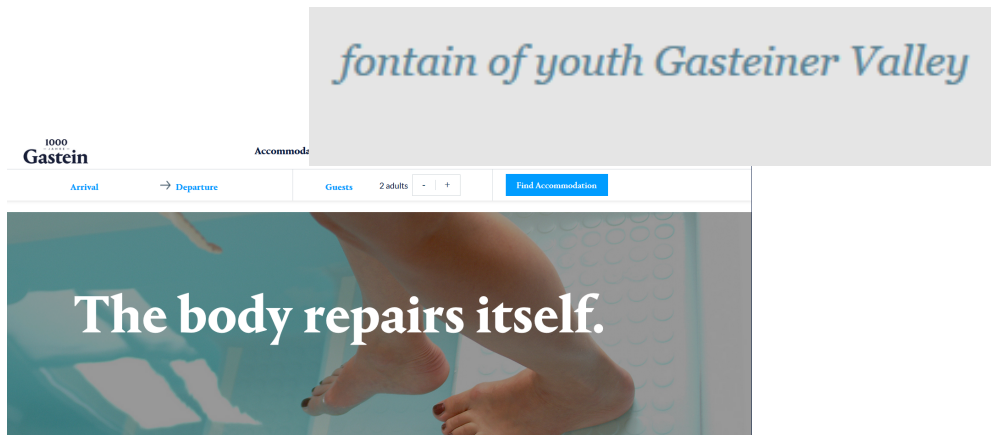 fontain of youth Gasteiner Valley
1000
Gastein
Accommoda
Arrival
Departure
Guests
2 adults
-
+
Find Accommodation
The body repairs itself.